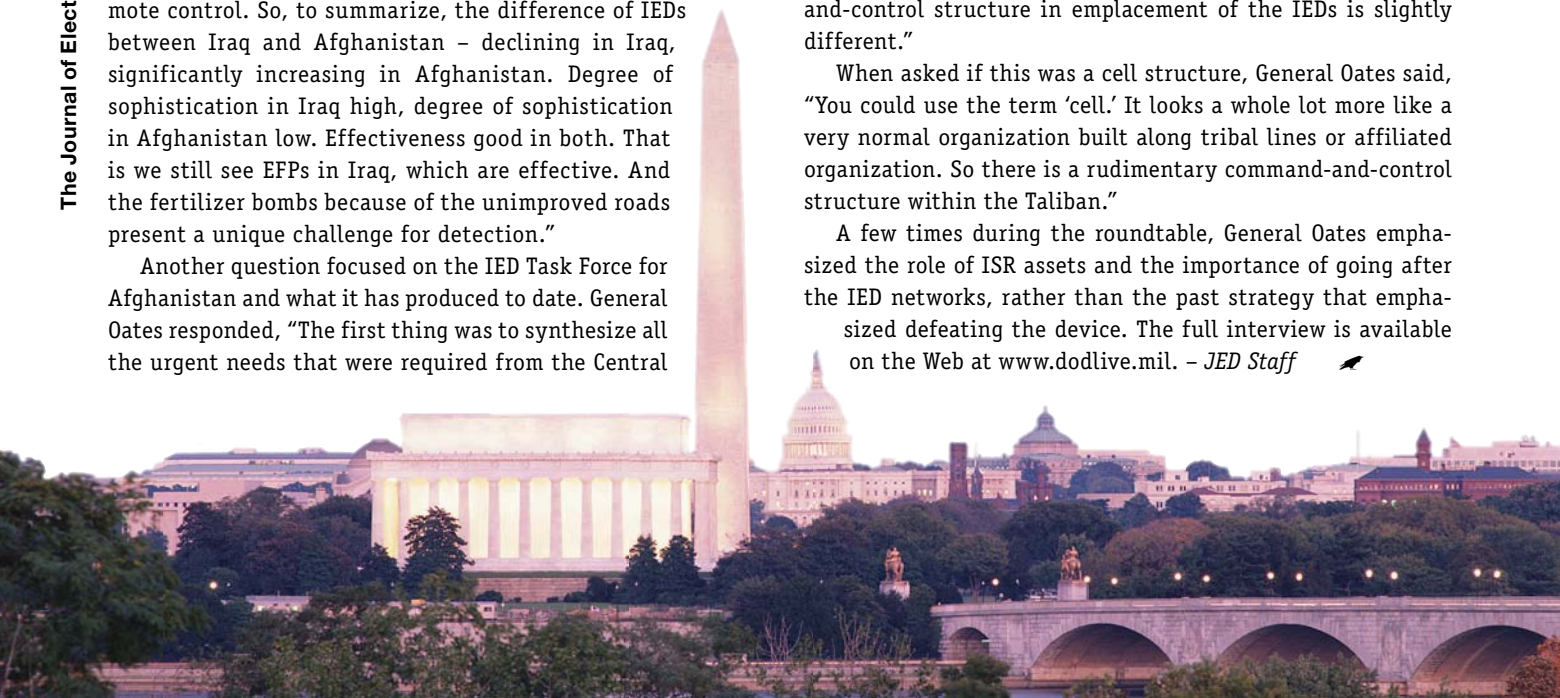 The Journal of Elect
mote control. So, to summarize, the difference of IEDs
between Iraq and Afghanistan – declining in Iraq,
significantly increasing in Afghanistan. Degree of
sophistication in Iraq high, degree of sophistication
in Afghanistan low. Effectiveness good in both. That
is we still see EFPs in Iraq, which are effective. And
the fertilizer bombs because of the unimproved roads
present a unique challenge for detection.”
Another question focused on the IED Task Force for
Afghanistan and what it has produced to date. General
Oates responded, “The first thing was to synthesize all
the urgent needs that were required from the Central
and-control structure in emplacement of the IEDs is slightly
different.”
When asked if this was a cell structure, General Oates said,
“You could use the term ‘cell.’ It looks a whole lot more like a
very normal organization built along tribal lines or affiliated
organization. So there is a rudimentary command-and-control
structure within the Taliban.”
A few times during the roundtable, General Oates empha-
sized the role of ISR assets and the importance of going after
the IED networks, rather than the past strategy that empha-
sized defeating the device. The full interview is available
on the Web at www.dodlive.mil. – JED Staff